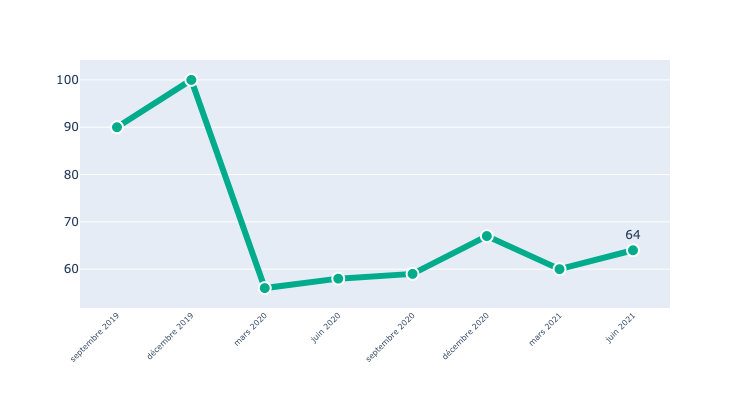 100
90
80
70
60
64
septembre 2019
décembre 2019
mars 2020
juin 2020
septembre 2020
décembre 2020
mars 2021
juin 2021